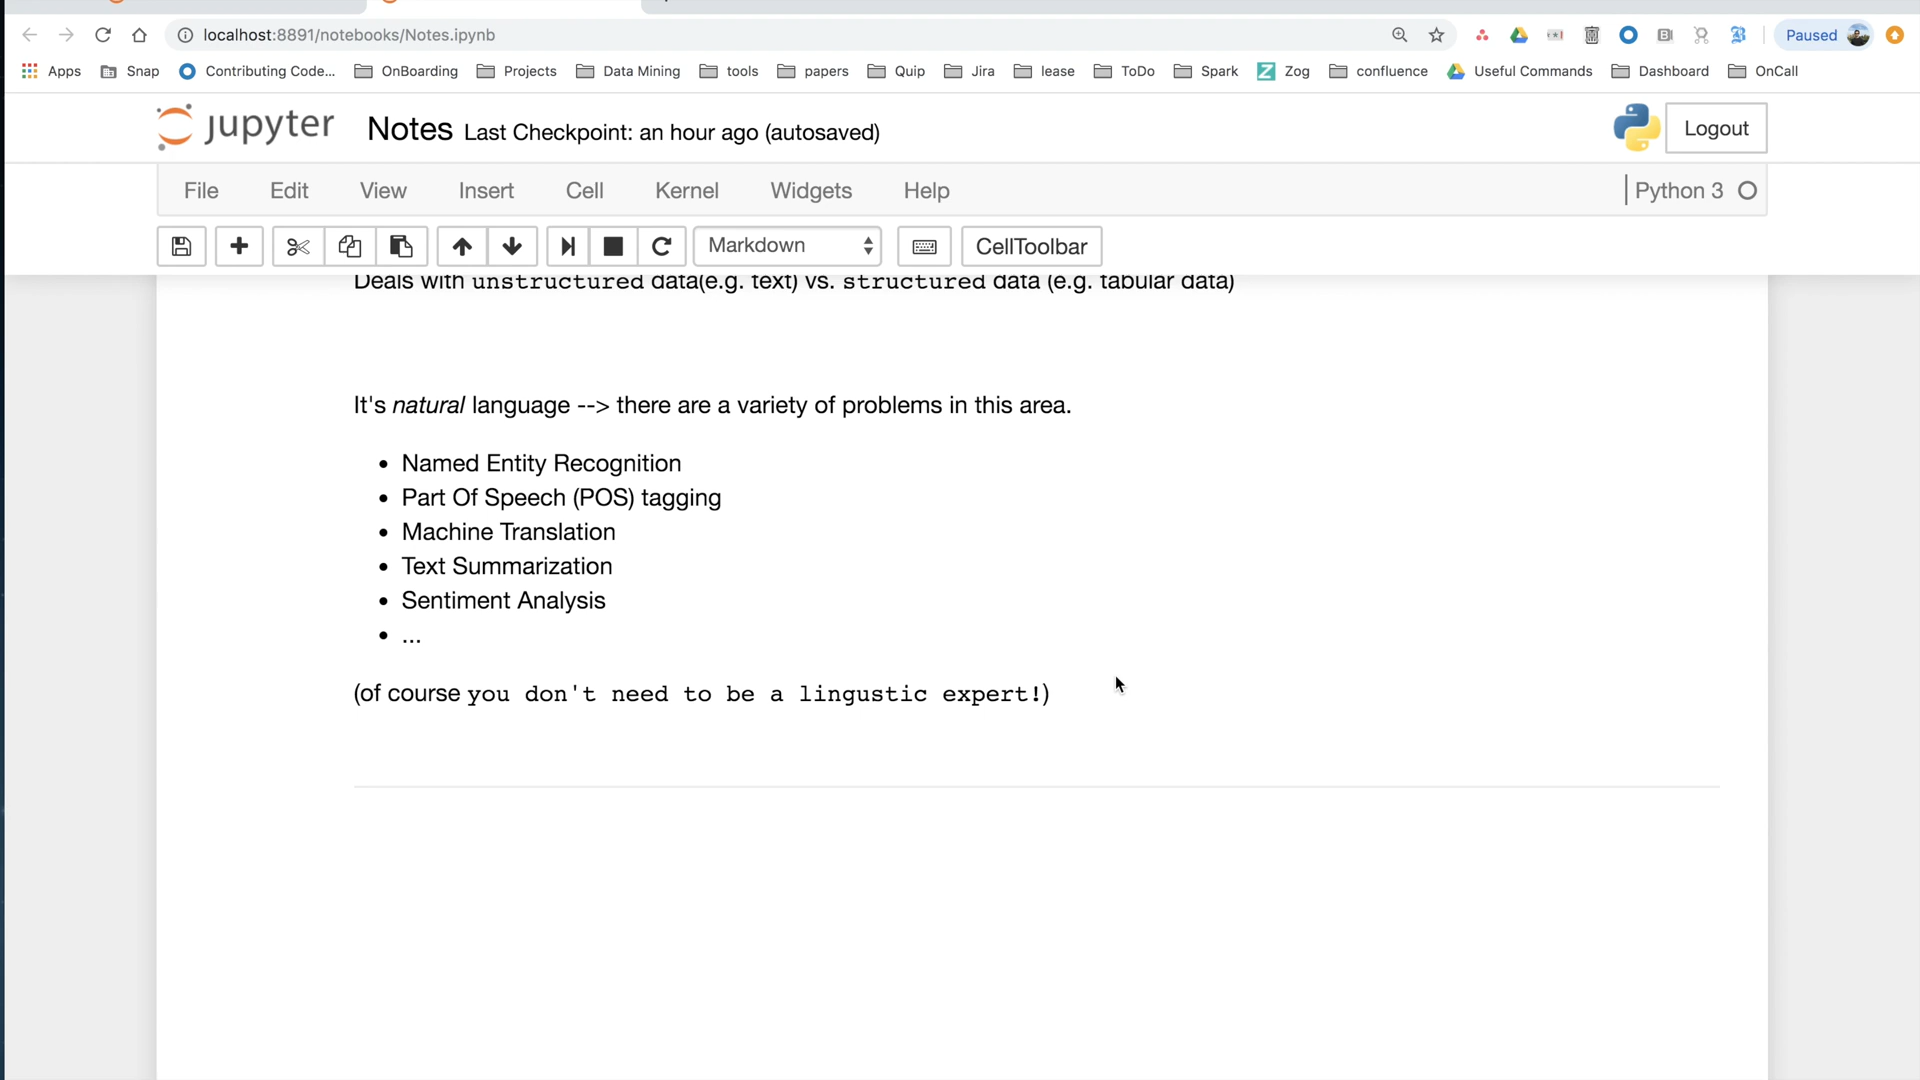 localhost:8891/notebooks/Notes.ipynb
Paused
Apps Snap Contributing Code... OnBoarding Projects Data Mining tools papers Quip Jira lease ToDo Spark Zog confluence Useful Commands Dashboard OnCall
jupyter Notes Last Checkpoint: an hour ago (autosaved) Logout
File Edit View Insert Cell Kernel Widgets Help Python 3
Markdown CellToolbar
Deals with unstructured data(e.g. text) vs. structured data (e.g. tabular data)
It's natural language --> there are a variety of problems in this area.
• Named Entity Recognition
• Part Of Speech (POS) tagging
• Machine Translation
• Text Summarization
• Sentiment Analysis
• ...
(of course you don't need to be a lingustic expert!)